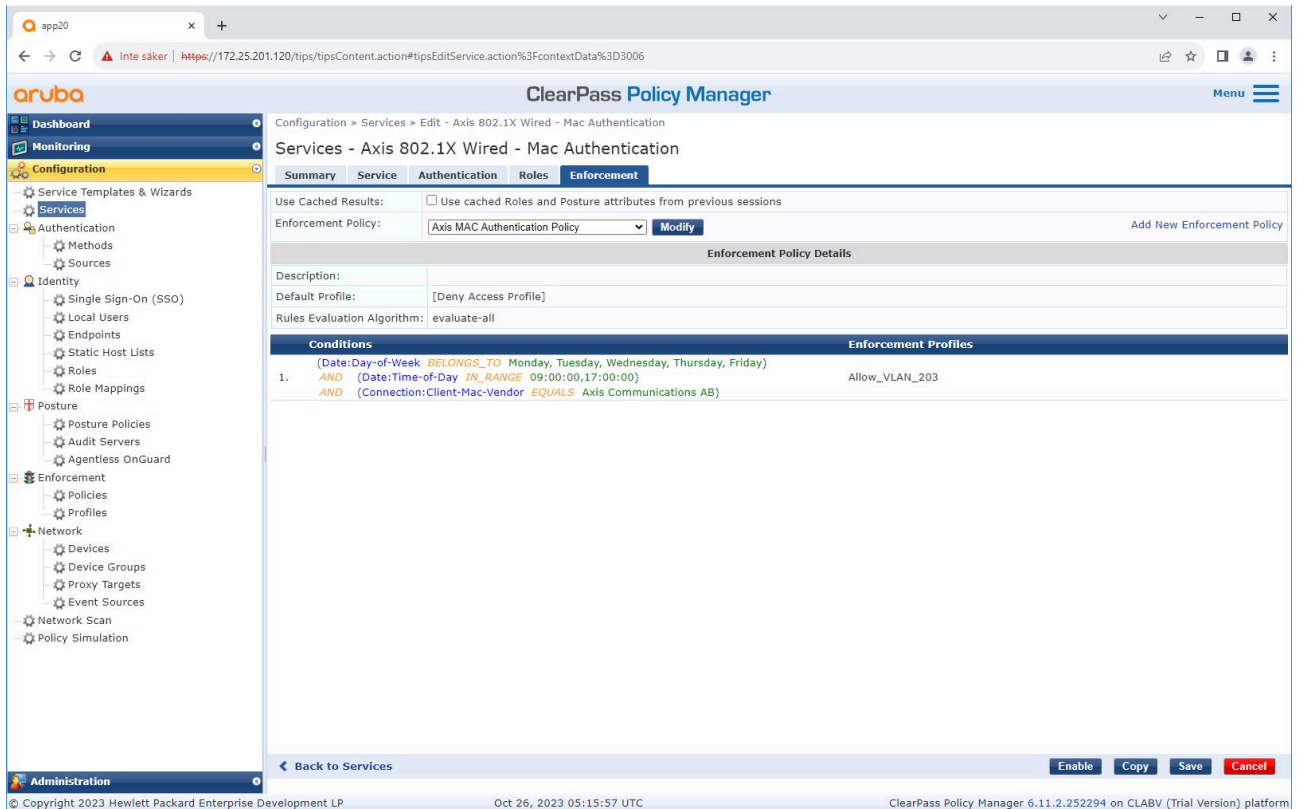 app20
Inte säker | https://172.25.201.120/tips/tipsContent.action#tipsEditService.action%3FcontextData%3D3006
aruba
ClearPass Policy Manager
Menu
Dashboard
Monitoring
Configuration
Service Templates & Wizards
Services
Authentication
Methods
Sources
Identity
Single Sign-On (SSO)
Local Users
Endpoints
Static Host Lists
Roles
Role Mappings
Posture
Posture Policies
Audit Servers
Agentless OnGuard
Enforcement
Policies
Profiles
Network
Devices
Device Groups
Proxy Targets
Event Sources
Network Scan
Policy Simulation
Administration
Configuration » Services » Edit - Axis 802.1X Wired - Mac Authentication
Services - Axis 802.1X Wired - Mac Authentication
Summary Service Authentication Roles Enforcement
Use Cached Results: Use cached Roles and Posture attributes from previous sessions
Enforcement Policy: Axis MAC Authentication Policy Modify Add New Enforcement Policy
Enforcement Policy Details
Description:
Default Profile: [Deny Access Profile]
Rules Evaluation Algorithm: evaluate-all
Conditions Enforcement Profiles
(Date:Day-of-Week BELONGS_TO Monday, Tuesday, Wednesday, Thursday, Friday)
1. AND (Date:Time-of-Day IN_RANGE 09:00:00,17:00:00) Allow_VLAN_203
AND (Connection:Client-Mac-Vendor EQUALS Axis Communications AB)
Back to Services Enable Copy Save Cancel
© Copyright 2023 Hewlett Packard Enterprise Development LP Oct 26, 2023 05:15:57 UTC ClearPass Policy Manager 6.11.2.252294 on CLABV (Trial Version) platform